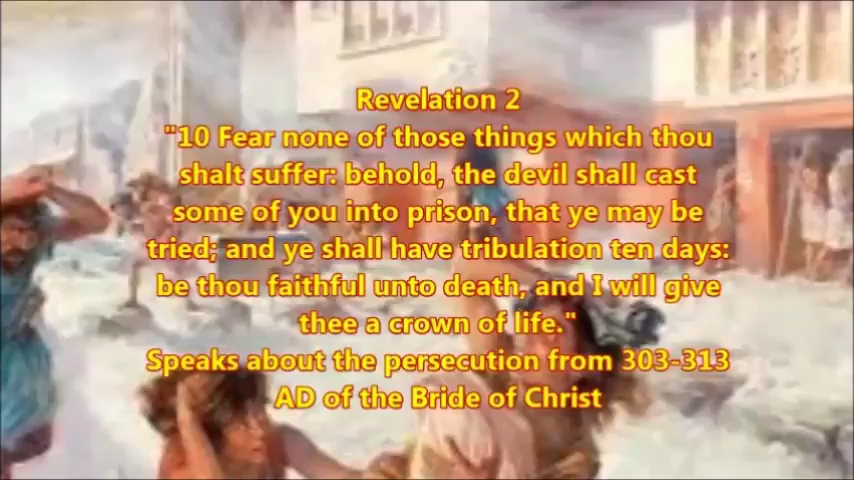 Revelation 2
"10 Fear none of those things which thou
shalt suffer: behold, the devil shall cast
some of you into prison, that ye may be
tried; and ye shall have tribulation ten days:
be thou faithful unto death, and I will give
thee a crown of life."
Speaks about the persecution from 303-313
AD of the Bride of Christ